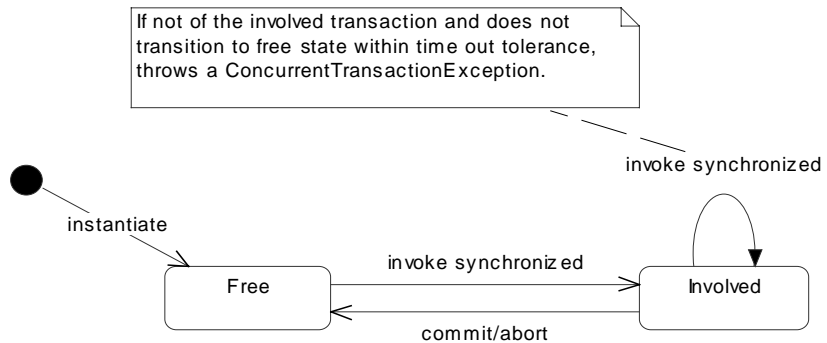 If not of the involved transaction and does not
transition to free state within time out tolerance,
throws a ConcurrentTransactionException.
invoke synchronized
instantiate
Free
invoke synchronized
Involved
commit/abort